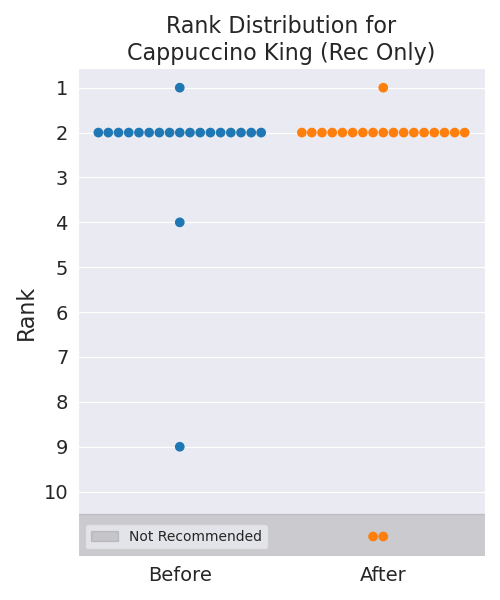 Rank Distribution for
Cappuccino King (Rec Only)
Rank
1
2
3
4
5
6
7
8
9
10
Not Recommended
Before
After